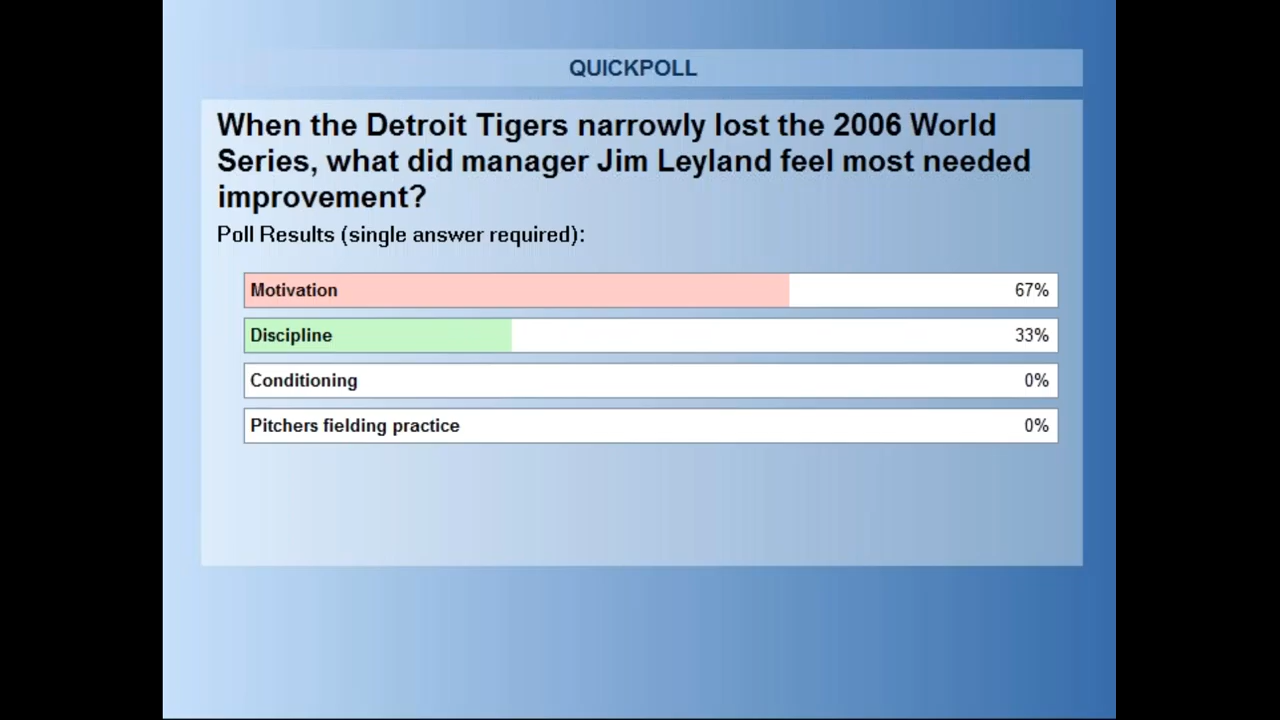 QUICKPOLL
When the Detroit Tigers narrowly lost the 2006 World
Series, what did manager Jim Leyland feel most needed
improvement?
Poll Results (single answer required):
Motivation 67%
Discipline 33%
Conditioning 0%
Pitchers fielding practice 0%